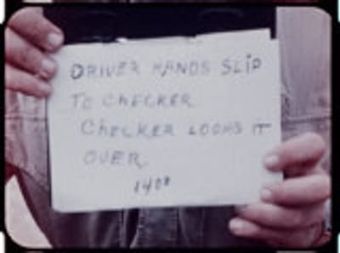 DRIVER HANDS SLIP
TO CHECKER
CHECKER LOOKS IT
OVER.